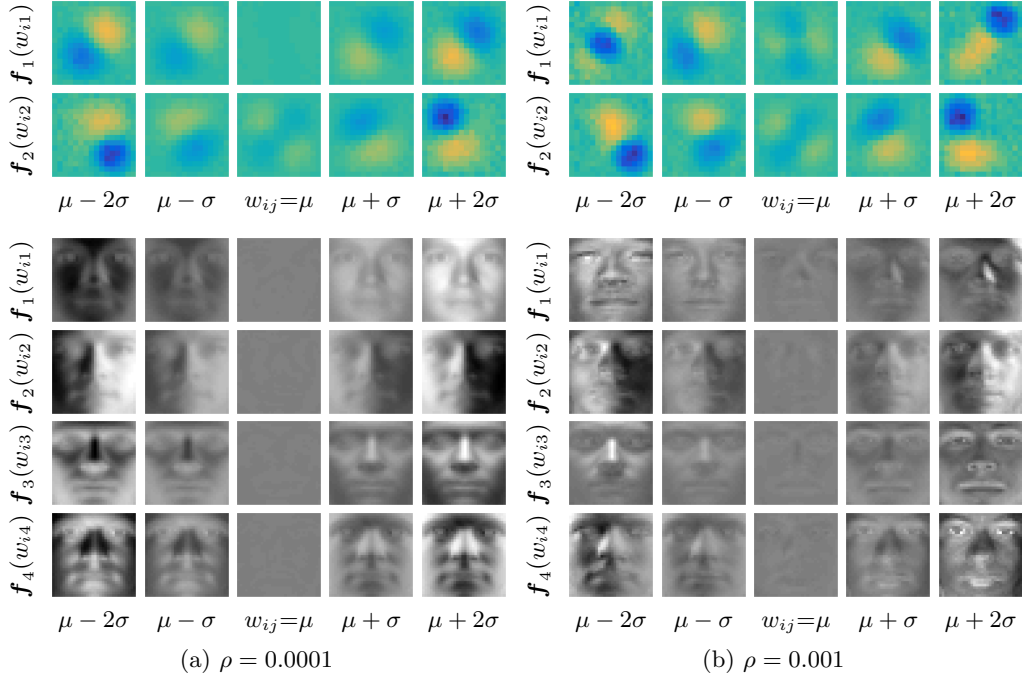 𝒇₁(wᵢ₁) 𝒇₁(wᵢ₁)
𝒇₂(wᵢ₂) 𝒇₂(wᵢ₂)
μ − 2σ μ − σ wᵢⱼ=μ μ + σ μ + 2σ μ − 2σ μ − σ wᵢⱼ=μ μ + σ μ + 2σ
𝒇₁(wᵢ₁) 𝒇₁(wᵢ₁)
𝒇₂(wᵢ₂) 𝒇₂(wᵢ₂)
𝒇₃(wᵢ₃) 𝒇₃(wᵢ₃)
𝒇₄(wᵢ₄) 𝒇₄(wᵢ₄)
μ − 2σ μ − σ wᵢⱼ=μ μ + σ μ + 2σ μ − 2σ μ − σ wᵢⱼ=μ μ + σ μ + 2σ
(a) ρ = 0.0001 (b) ρ = 0.001